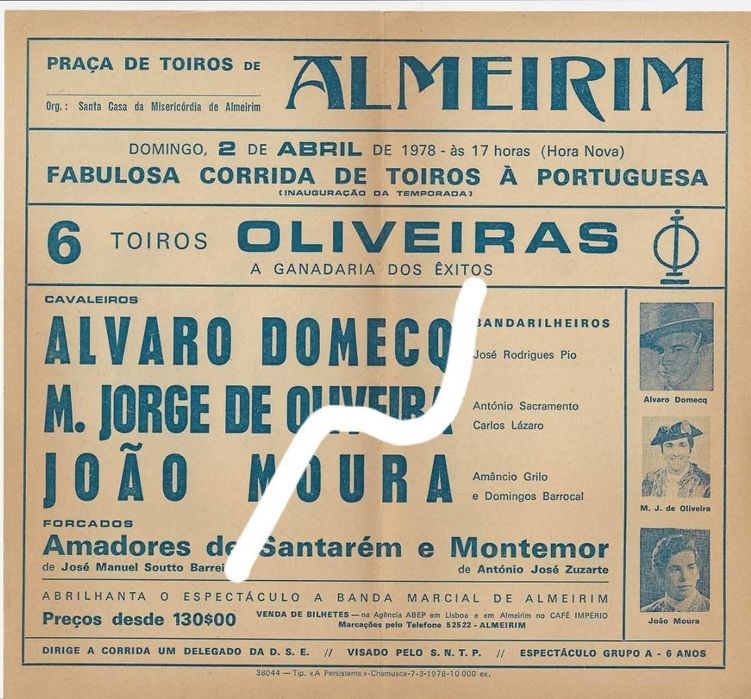 PRAÇA DE TOIROS DE ALMEIRIM
Org.: Santa Casa da Misericórdia de Almeirim
DOMINGO, 2 DE ABRIL DE 1978 - às 17 horas (Hora Nova)
FABULOSA CORRIDA DE TOIROS À PORTUGUESA
(INAUGURAÇÃO DA TEMPORADA)
6 TOIROS OLIVEIRAS
A GANADARIA DOS ÊXITOS
CAVALEIROS
ALVARO DOMECQ
M. JORGE DE OLIVEIRA
JOÃO MOURA
BANDARILHEIROS
José Rodrigues Pio
António Sacramento
Carlos Lázaro
Amâncio Grilo
e Domingos Barrocal
Alvaro Domecq
M. J. de Oliveira
João Moura
FORCADOS
Amadores de Santarém e Montemor
de José Manuel Soutto
de António José Zuzarte
ABRILHANTA O ESPECTÁCULO A BANDA MARCIAL DE ALMEIRIM
Preços desde 130$00
VENDA DE BILHETES — na Agência ABEP em Lisboa e em Almeirim no CAFÉ IMPÉRIO
Marcações pelo Telefone 52522 - ALMEIRIM
DIRIGE A CORRIDA UM DELEGADO DA D. S. E. // VISADO PELO S. N. T. P. // ESPECTÁCULO GRUPO A - 6 ANOS
36044 — Tip. «A Persistente» - Chamusca - 7-3-1978 - 10 000 ex.